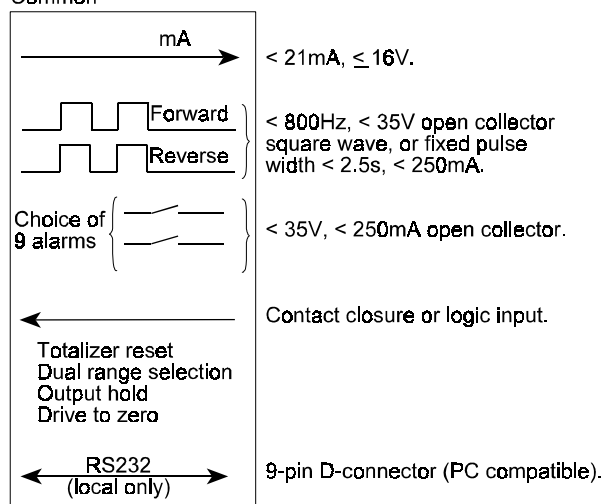 Common
mA
< 21mA, ≤ 16V.
Forward
Reverse
< 800Hz, < 35V open collector
square wave, or fixed pulse
width < 2.5s, < 250mA.
Choice of
9 alarms
< 35V, < 250mA open collector.
Contact closure or logic input.
Totalizer reset
Dual range selection
Output hold
Drive to zero
RS232
(local only)
9-pin D-connector (PC compatible).